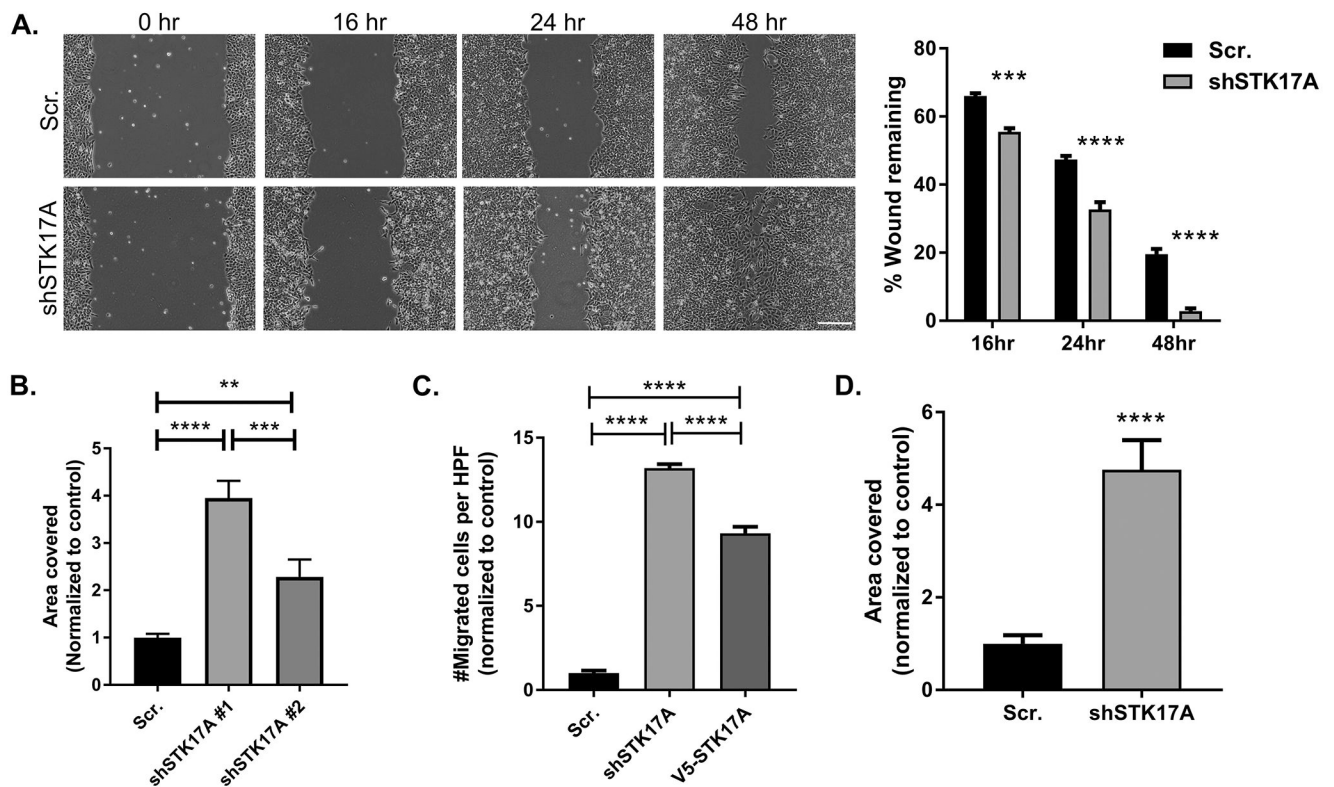 A.
0 hr
16 hr
24 hr
48 hr
Scr.
shSTK17A
% Wound remaining
80
60
40
20
0
Scr.
shSTK17A
***
****
****
16hr
24hr
48hr
B.
**
****
***
Area covered
(Normalized to control)
5
4
3
2
1
0
Scr.
shSTK17A #1
shSTK17A #2
C.
****
****
****
#Migrated cells per HPF
(normalized to control)
15
10
5
0
Scr.
shSTK17A
V5-STK17A
D.
Area covered
(normalized to control)
6
4
2
0
****
Scr.
shSTK17A